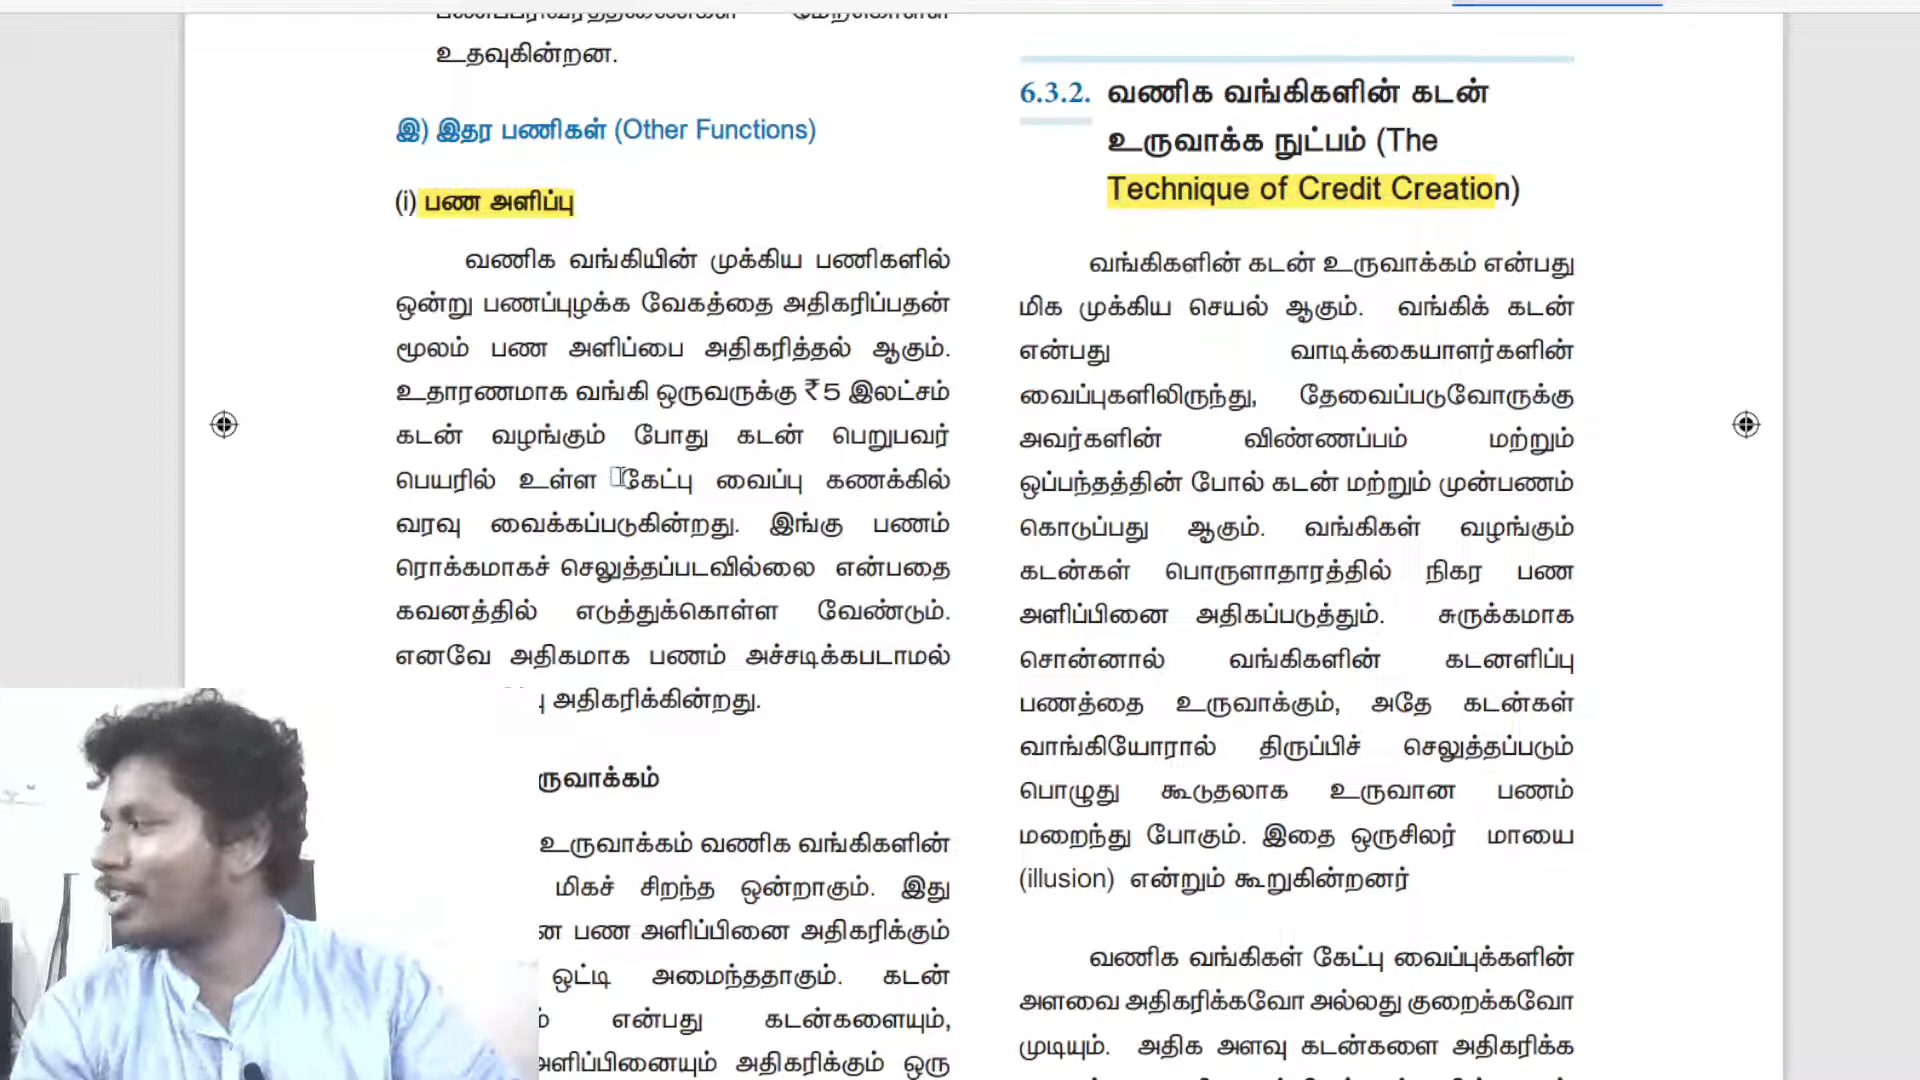 உதவுகின்றன.
இ) இதர பணிகள் (Other Functions)
(i) பண அளிப்பு
வணிக வங்கியின் முக்கிய பணிகளில்
ஒன்று பணப்புழக்க வேகத்தை அதிகரிப்பதன்
மூலம் பண அளிப்பை அதிகரித்தல் ஆகும்.
உதாரணமாக வங்கி ஒருவருக்கு ₹5 இலட்சம்
கடன் வழங்கும் போது கடன் பெறுபவர்
பெயரில் உள்ள கேட்பு வைப்பு கணக்கில்
வரவு வைக்கப்படுகின்றது. இங்கு பணம்
ரொக்கமாகச் செலுத்தப்படவில்லை என்பதை
கவனத்தில் எடுத்துக்கொள்ள வேண்டும்.
எனவே அதிகமாக பணம் அச்சடிக்கபடாமல்
அதிகரிக்கின்றது.
ருவாக்கம்
உருவாக்கம் வணிக வங்கிகளின்
மிகச் சிறந்த ஒன்றாகும். இது
ன பண அளிப்பினை அதிகரிக்கும்
ஒட்டி அமைந்ததாகும். கடன்
என்பது கடன்களையும்,
அளிப்பினையும் அதிகரிக்கும் ஒரு
6.3.2. வணிக வங்கிகளின் கடன்
உருவாக்க நுட்பம் (The
Technique of Credit Creation)
வங்கிகளின் கடன் உருவாக்கம் என்பது
மிக முக்கிய செயல் ஆகும். வங்கிக் கடன்
என்பது வாடிக்கையாளர்களின்
வைப்புகளிலிருந்து, தேவைப்படுவோருக்கு
அவர்களின் விண்ணப்பம் மற்றும்
ஒப்பந்தத்தின் போல் கடன் மற்றும் முன்பணம்
கொடுப்பது ஆகும். வங்கிகள் வழங்கும்
கடன்கள் பொருளாதாரத்தில் நிகர பண
அளிப்பினை அதிகப்படுத்தும். சுருக்கமாக
சொன்னால் வங்கிகளின் கடனளிப்பு
பணத்தை உருவாக்கும், அதே கடன்கள்
வாங்கியோரால் திருப்பிச் செலுத்தப்படும்
பொழுது கூடுதலாக உருவான பணம்
மறைந்து போகும். இதை ஒருசிலர் மாயை
(illusion) என்றும் கூறுகின்றனர்
வணிக வங்கிகள் கேட்பு வைப்புக்களின்
அளவை அதிகரிக்கவோ அல்லது குறைக்கவோ
முடியும். அதிக அளவு கடன்களை அதிகரிக்க